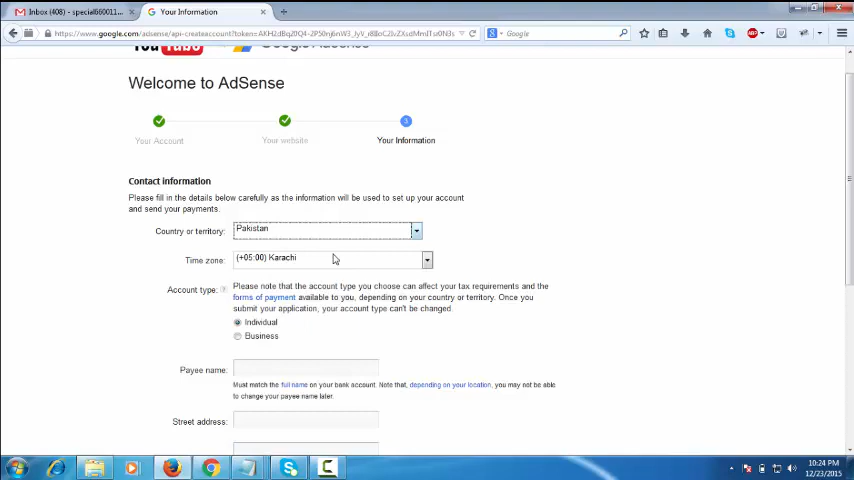 Inbox (408) - special660011...
Your Information
https://www.google.com/adsense/api-createaccount?token=
Google
YouTube Google AdSense
Welcome to AdSense
3
Your Account Your website Your Information
Contact information
Please fill in the details below carefully as the information will be used to set up your account
and send your payments.
Country or territory: Pakistan
Time zone: (+05:00) Karachi
Account type: ? Please note that the account type you choose can affect your tax requirements and the
forms of payment available to you, depending on your country or territory. Once you
submit your application, your account type can't be changed.
Individual
Business
Payee name:
Must match the full name on your bank account. Note that, depending on your location, you may not be able
to change your payee name later.
Street address:
10:24 PM
12/23/2015